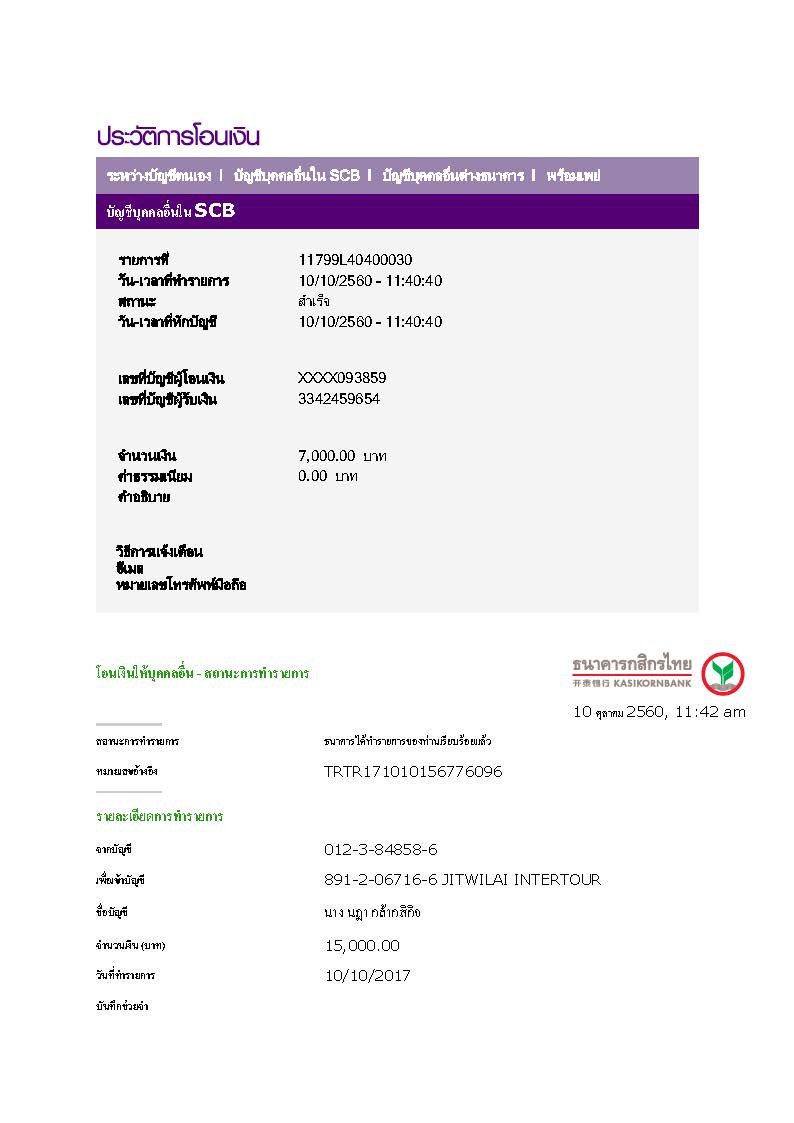 ประวัติการโอนเงิน
ระหว่างบัญชีตนเอง | บัญชีบุคคลอื่นใน SCB | บัญชีบุคคลอื่นต่างธนาคาร | พร้อมเพย์
บัญชีบุคคลอื่นใน SCB
รายการที่ 11799L40400030
วัน-เวลาที่ทำรายการ 10/10/2560 - 11:40:40
สถานะ สำเร็จ
วัน-เวลาที่หักบัญชี 10/10/2560 - 11:40:40
เลขที่บัญชีผู้โอนเงิน XXXX093859
เลขที่บัญชีผู้รับเงิน 3342459654
จำนวนเงิน 7,000.00 บาท
ค่าธรรมเนียม 0.00 บาท
คำอธิบาย
วิธีการแจ้งเตือน
อีเมล
หมายเลขโทรศัพท์มือถือ
ธนาคารกสิกรไทย
开泰银行 KASIKORNBANK
โอนเงินให้บุคคลอื่น - สถานะการทำรายการ
10 ตุลาคม 2560, 11:42 am
สถานะการทำรายการ ธนาคารได้ทำรายการของท่านเรียบร้อยแล้ว
หมายเลขอ้างอิง TRTR171010156776096
รายละเอียดการทำรายการ
จากบัญชี 012-3-84858-6
เพื่อเข้าบัญชี 891-2-06716-6 JITWILAI INTERTOUR
ชื่อบัญชี นาง นฎา กล้ากสิกิจ
จำนวนเงิน (บาท) 15,000.00
วันที่ทำรายการ 10/10/2017
บันทึกช่วยจำ